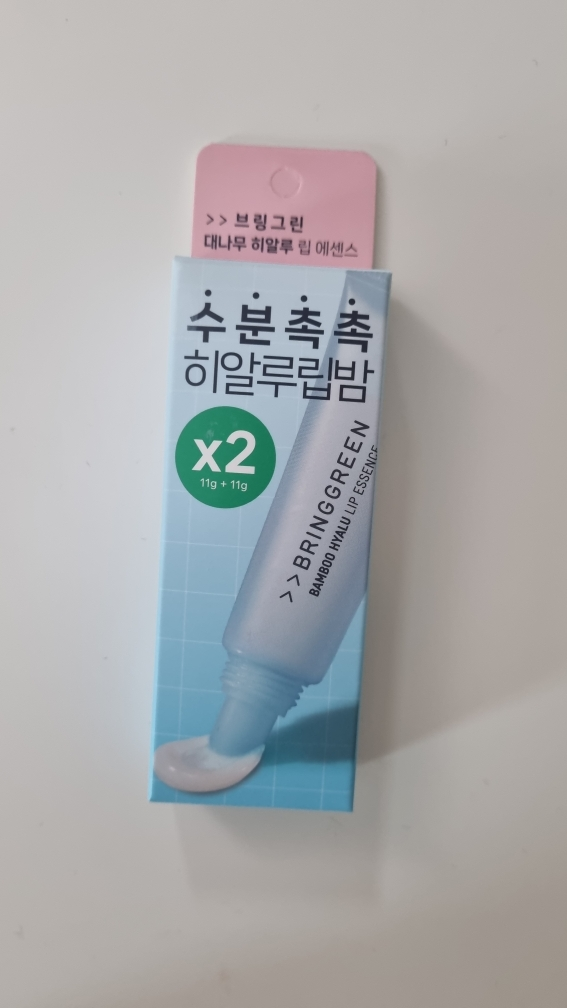 >> 브링그린
대나무 히알루 립 에센스
수분촉촉
히알루립밤
x2
11g + 11g
>> BRINGGREEN
BAMBOO HYALU LIP ESSENCE